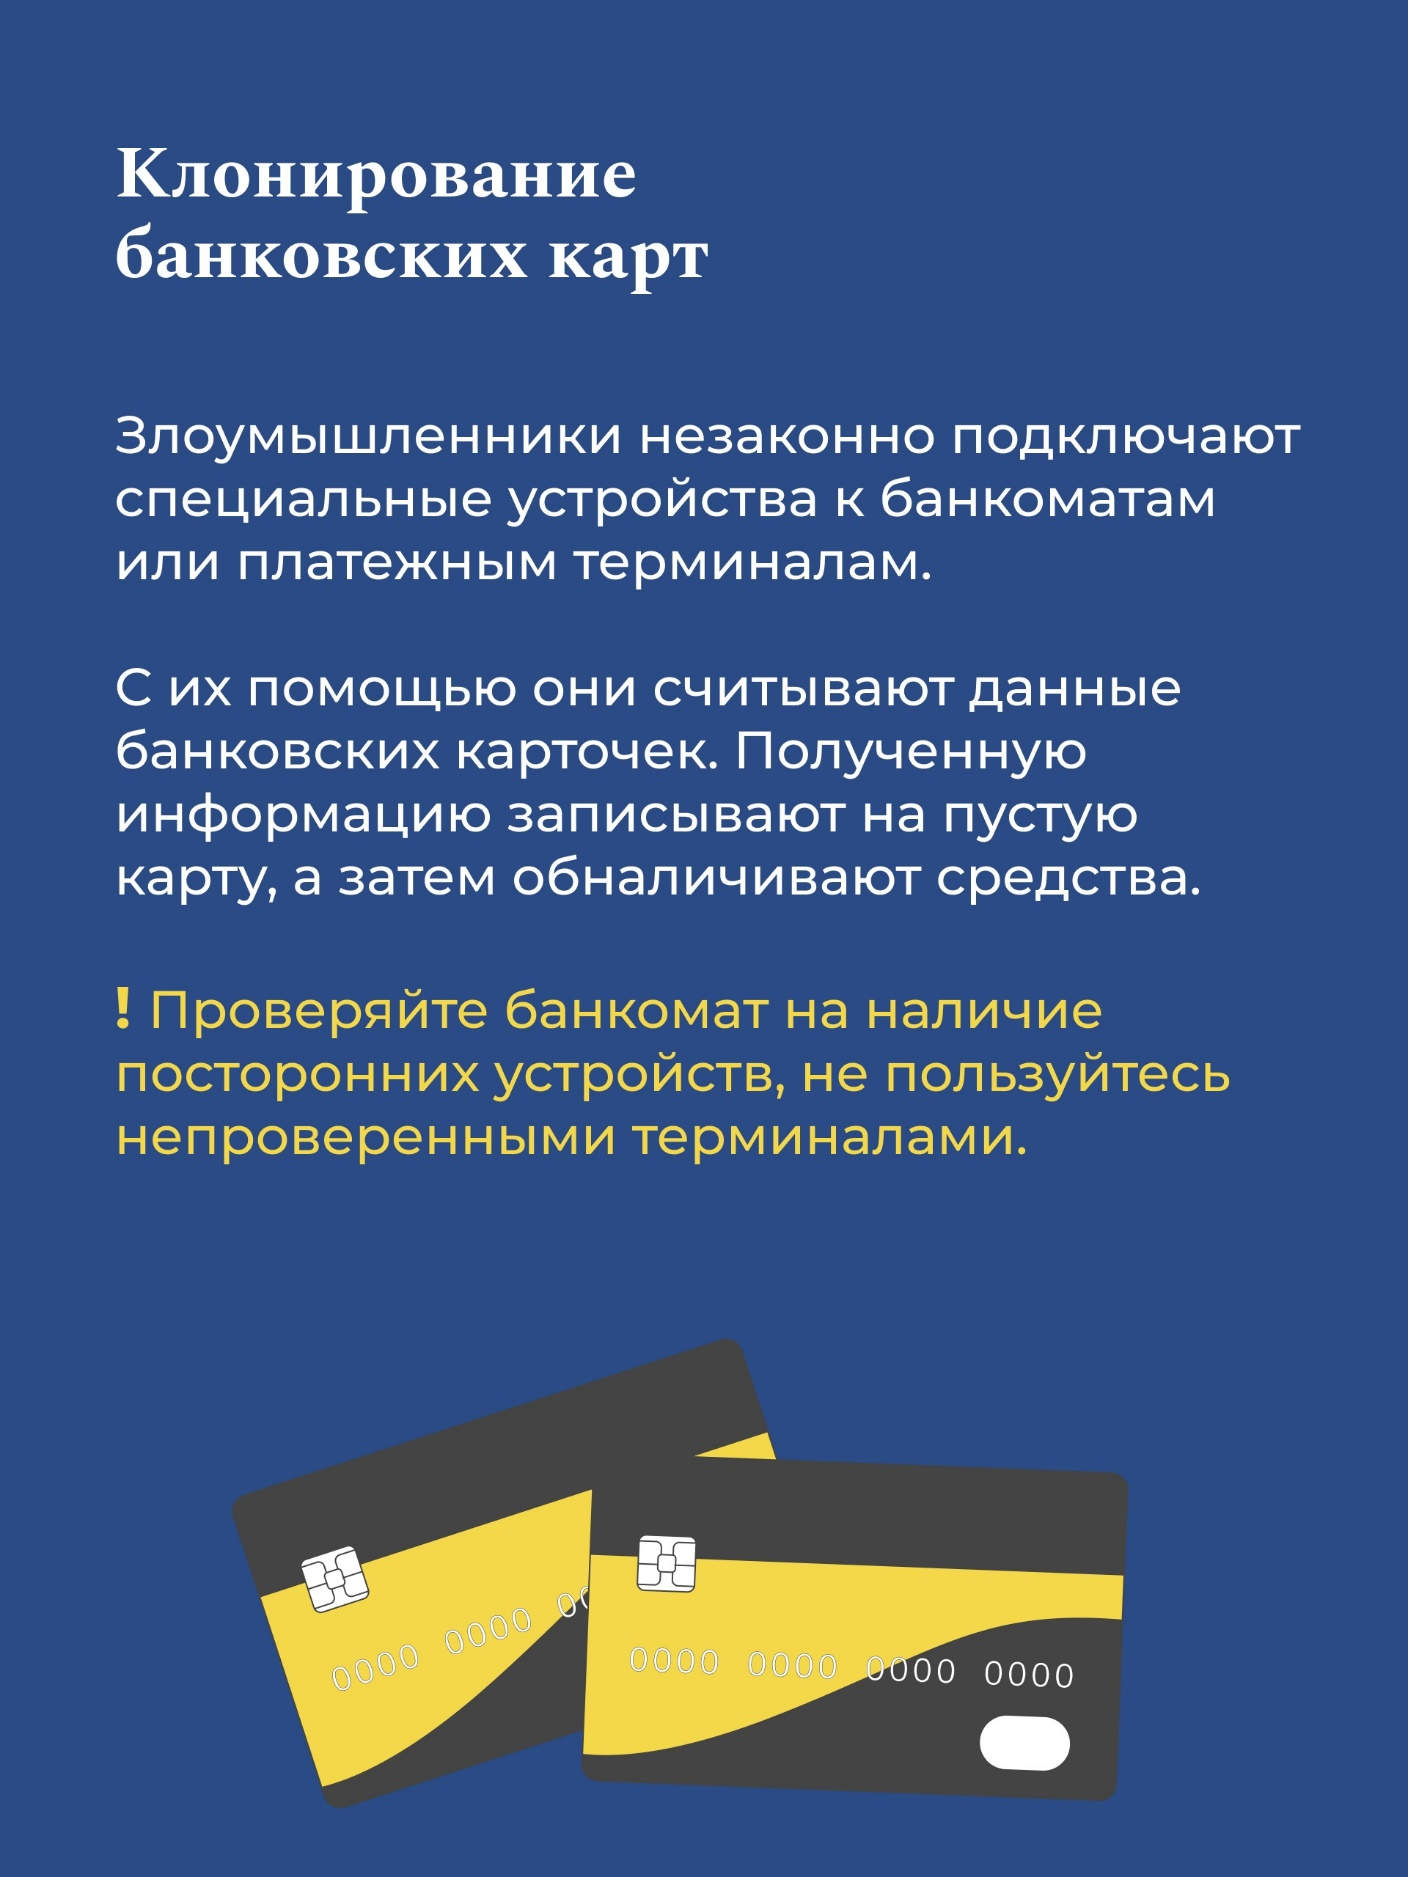 Клонирование
банковских карт
Злоумышленники незаконно подключают
специальные устройства к банкоматам
или платежным терминалам.
С их помощью они считывают данные
банковских карточек. Полученную
информацию записывают на пустую
карту, а затем обналичивают средства.
! Проверяйте банкомат на наличие
посторонних устройств, не пользуйтесь
непроверенными терминалами.
0000 0000 00
0000 0000 0000 0000